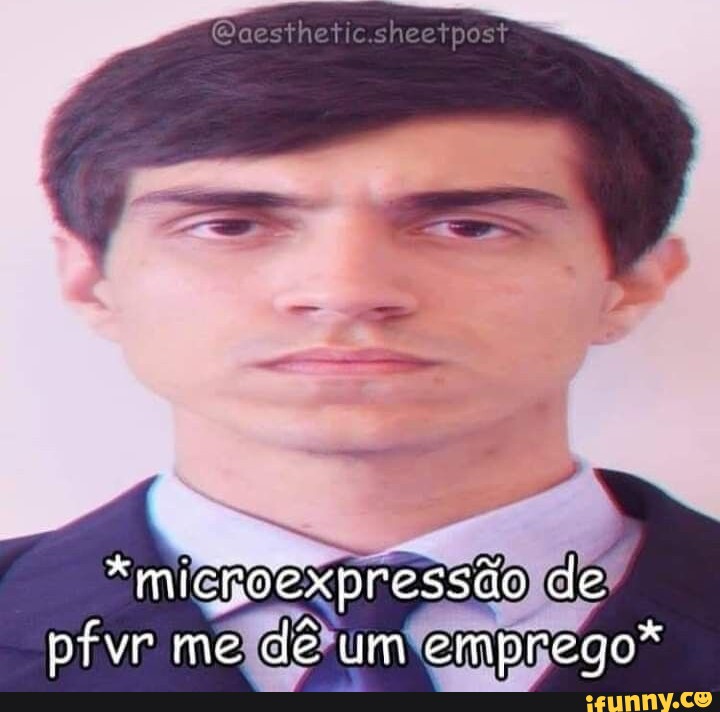 @aesthetic.sheetpost
*microexpressão de
pfvr me dê um emprego*
ifunny.co